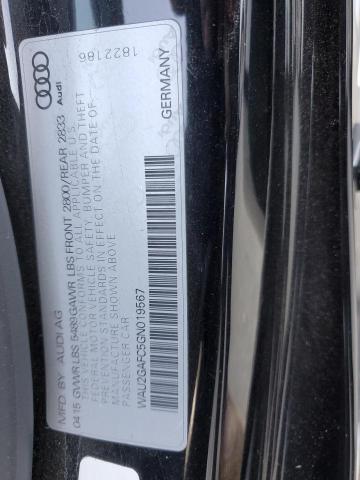 MFD BY: AUDI AG
0415 GVWR LBS 5489 GAWR LBS FRONT 2800/REAR 2833
THIS VEHICLE CONFORMS TO ALL APPLICABLE U.S.
FEDERAL MOTOR VEHICLE SAFETY, BUMPER AND THEFT
PREVENTION STANDARDS IN EFFECT ON THE DATE OF
MANUFACTURE SHOWN ABOVE.
PASSENGER CAR
WAU2GAFC5GN019567
GERMANY
Audi
1822186